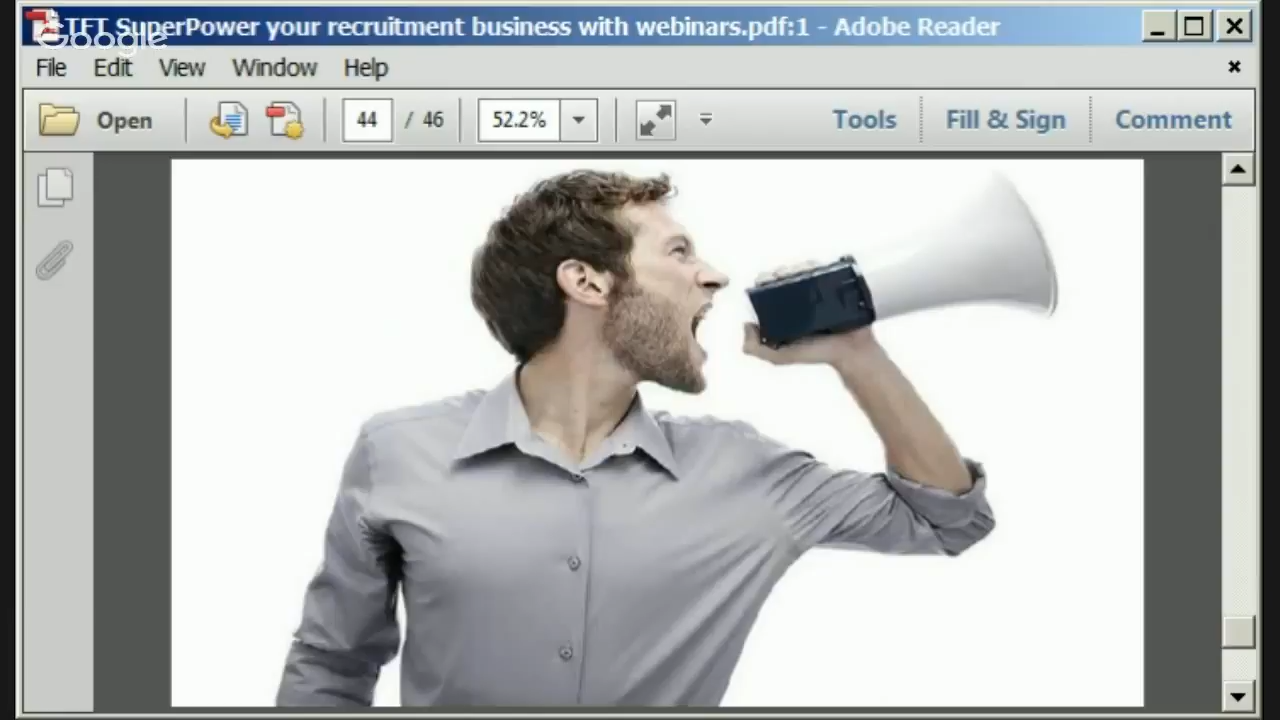 TFT SuperPower your recruitment business with webinars.pdf:1 - Adobe Reader
Google
File Edit View Window Help
Open 44 / 46 52.2% Tools Fill & Sign Comment